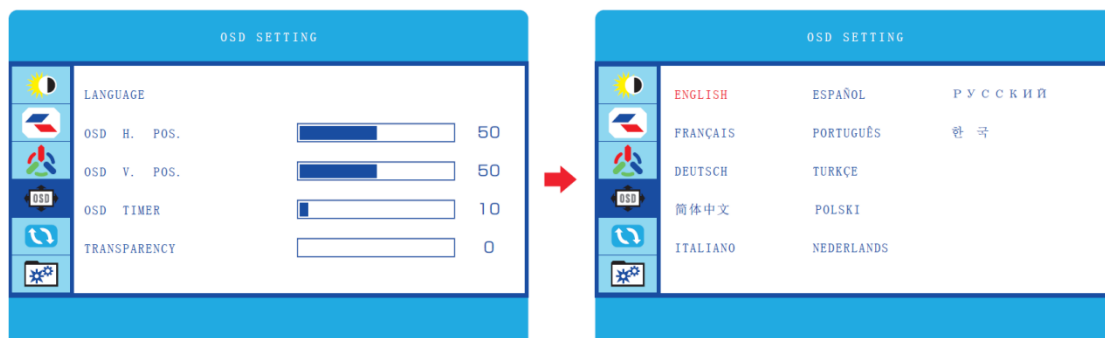 OSD SETTING
LANGUAGE
OSD H. POS. 50
OSD V. POS. 50
OSD TIMER 10
TRANSPARENCY 0
OSD
OSD SETTING
ENGLISH ESPAÑOL РУССКИЙ
FRANÇAIS PORTUGUÊS 한 국
DEUTSCH TURKÇE
简体中文 POLSKI
ITALIANO NEDERLANDS
OSD